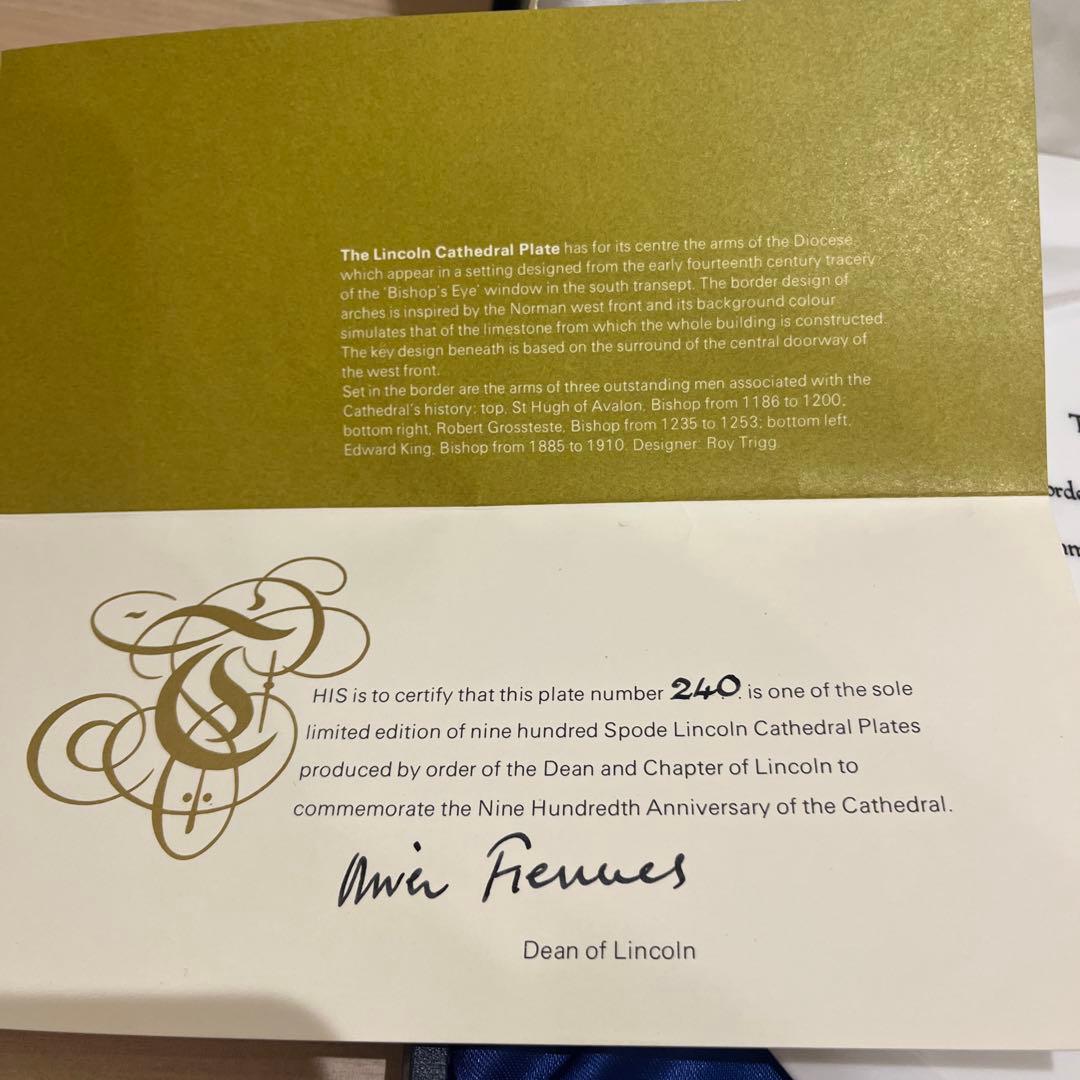 The Lincoln Cathedral Plate has for its centre the arms of the Diocese
which appear in a setting designed from the early fourteenth century tracery
of the 'Bishop's Eye' window in the south transept. The border design of
arches is inspired by the Norman west front and its background colour
simulates that of the limestone from which the whole building is constructed.
The key design beneath is based on the surround of the central doorway of
the west front.
Set in the border are the arms of three outstanding men associated with the
Cathedral's history: top, St Hugh of Avalon, Bishop from 1186 to 1200;
bottom right, Robert Grossteste, Bishop from 1235 to 1253; bottom left,
Edward King, Bishop from 1885 to 1910. Designer: Roy Trigg
THIS is to certify that this plate number 240. is one of the sole
limited edition of nine hundred Spode Lincoln Cathedral Plates
produced by order of the Dean and Chapter of Lincoln to
commemorate the Nine Hundredth Anniversary of the Cathedral.
Oliver Fiennes
Dean of Lincoln